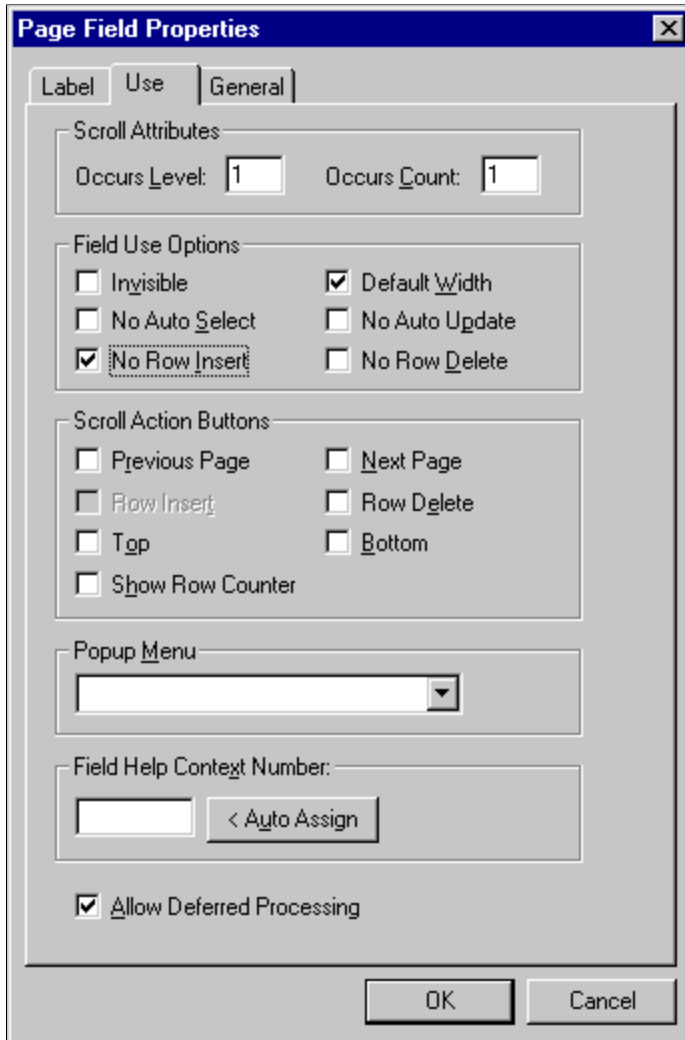 Page Field Properties
Label Use General
Scroll Attributes
Occurs Level: 1 Occurs Count: 1
Field Use Options
Invisible Default Width
No Auto Select No Auto Update
No Row Insert No Row Delete
Scroll Action Buttons
Previous Page Next Page
Row Insert Row Delete
Top Bottom
Show Row Counter
Popup Menu
Field Help Context Number:
< Auto Assign
Allow Deferred Processing
OK Cancel